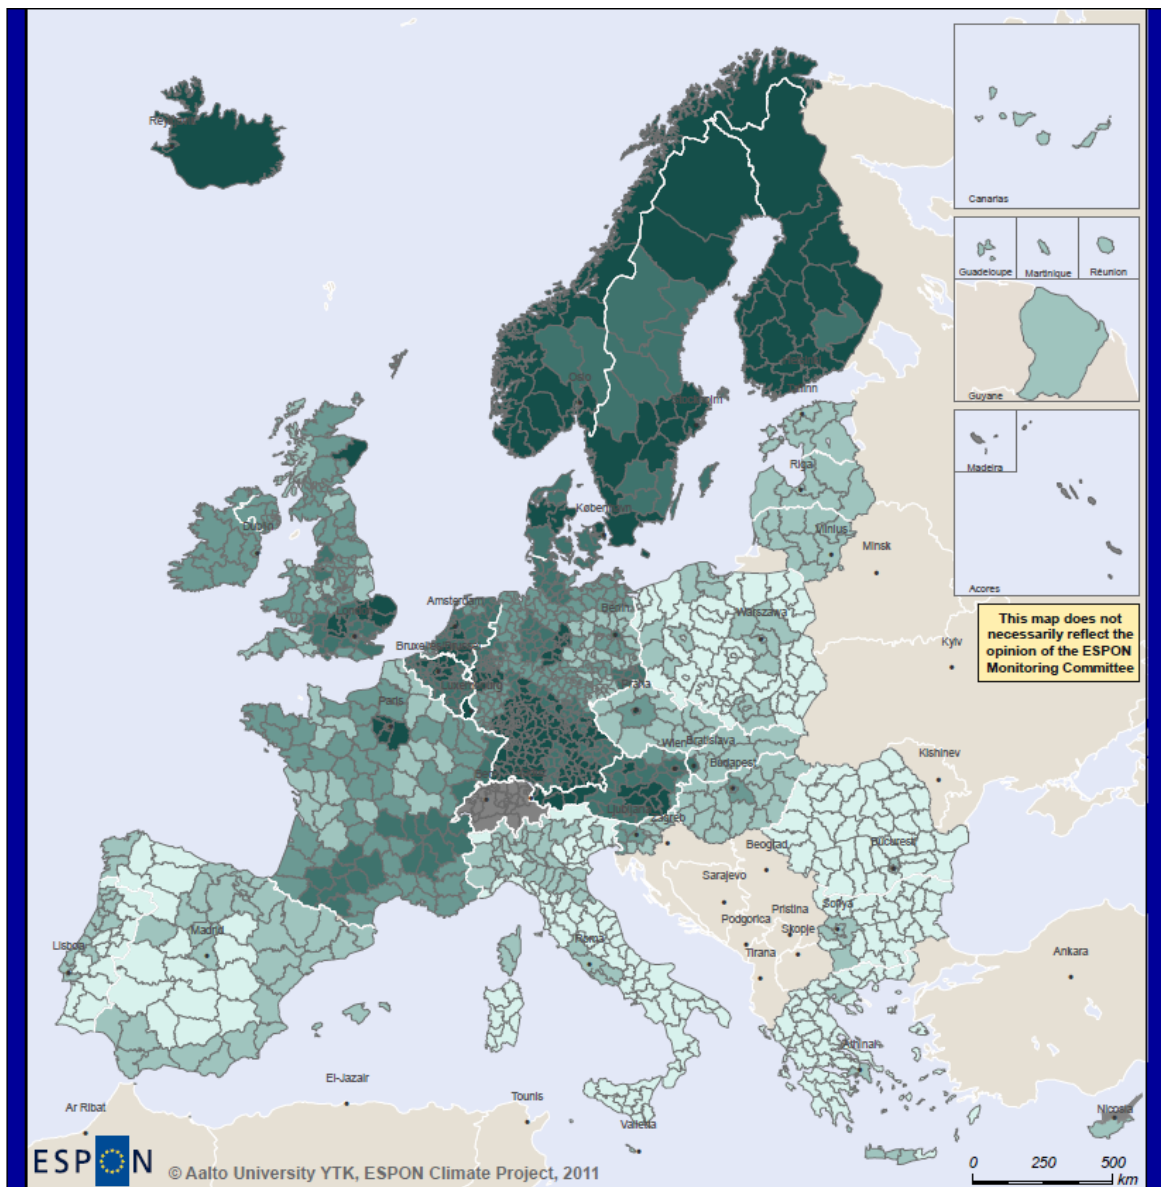 Canarias
Guadeloupe
Martinique
Réunion
Guyane
Madeira
Acores
This map does not
necessarily reflect the
opinion of the ESPON
Monitoring Committee
Oslo
Riga
Vilnius
Minsk
København
Dublin
Amsterdam
Berlin
Warszawa
Kyiv
Luxembourg
Praha
Paris
Wien
Bratislava
Budapest
Kishinev
Ljubljana
Zagreb
Beograd
Bucuresti
Sarajevo
Pristina
Sofiya
Podgorica
Skopje
Madrid
Lisboa
Roma
Tirana
Ankara
Athinai
El-Jazair
Tounis
Ar Ribat
Valletta
Nicosia
ESPON
© Aalto University YTK, ESPON Climate Project, 2011
0 250 500
km